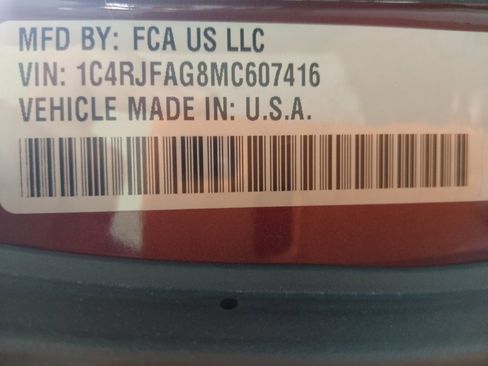 MFD BY: FCA US LLC
VIN: 1C4RJFAG8MC607416
VEHICLE MADE IN: U.S.A.